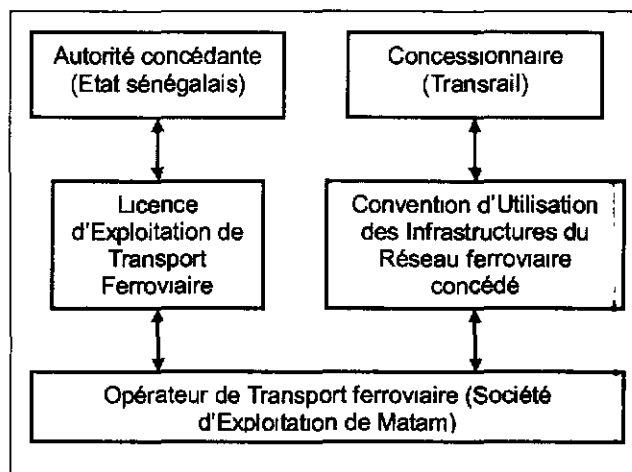 Autorité concédante
(Etat sénégalais)
Concessionnaire
(Transrail)
Licence
d'Exploitation de
Transport
Ferroviaire
Convention d'Utilisation
des Infrastructures du
Réseau ferroviaire
concédé
Opérateur de Transport ferroviaire (Société
d'Exploitation de Matam)